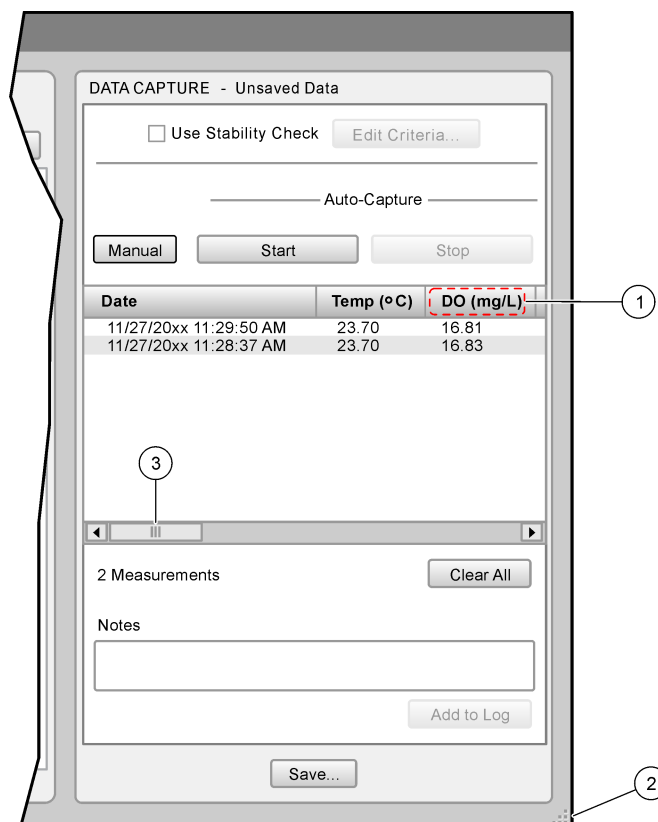 DATA CAPTURE - Unsaved Data
Use Stability Check Edit Criteria...
Auto-Capture
Manual Start Stop
Date Temp (°C) DO (mg/L) 1
11/27/20xx 11:29:50 AM 23.70 16.81
11/27/20xx 11:28:37 AM 23.70 16.83
3
2 Measurements Clear All
Notes
Add to Log
Save...
2